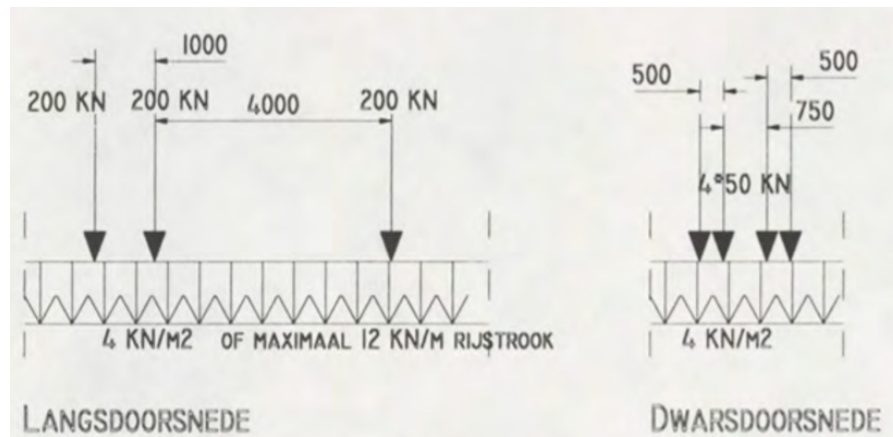 1000
200 KN 200 KN 200 KN
4000
4 KN/M2 OF MAXIMAAL 12 KN/M RIJSTROOK
LANGSDOORSNEDE
500
500
750
4*50 KN
4 KN/M2
DWARSDOORSNEDE